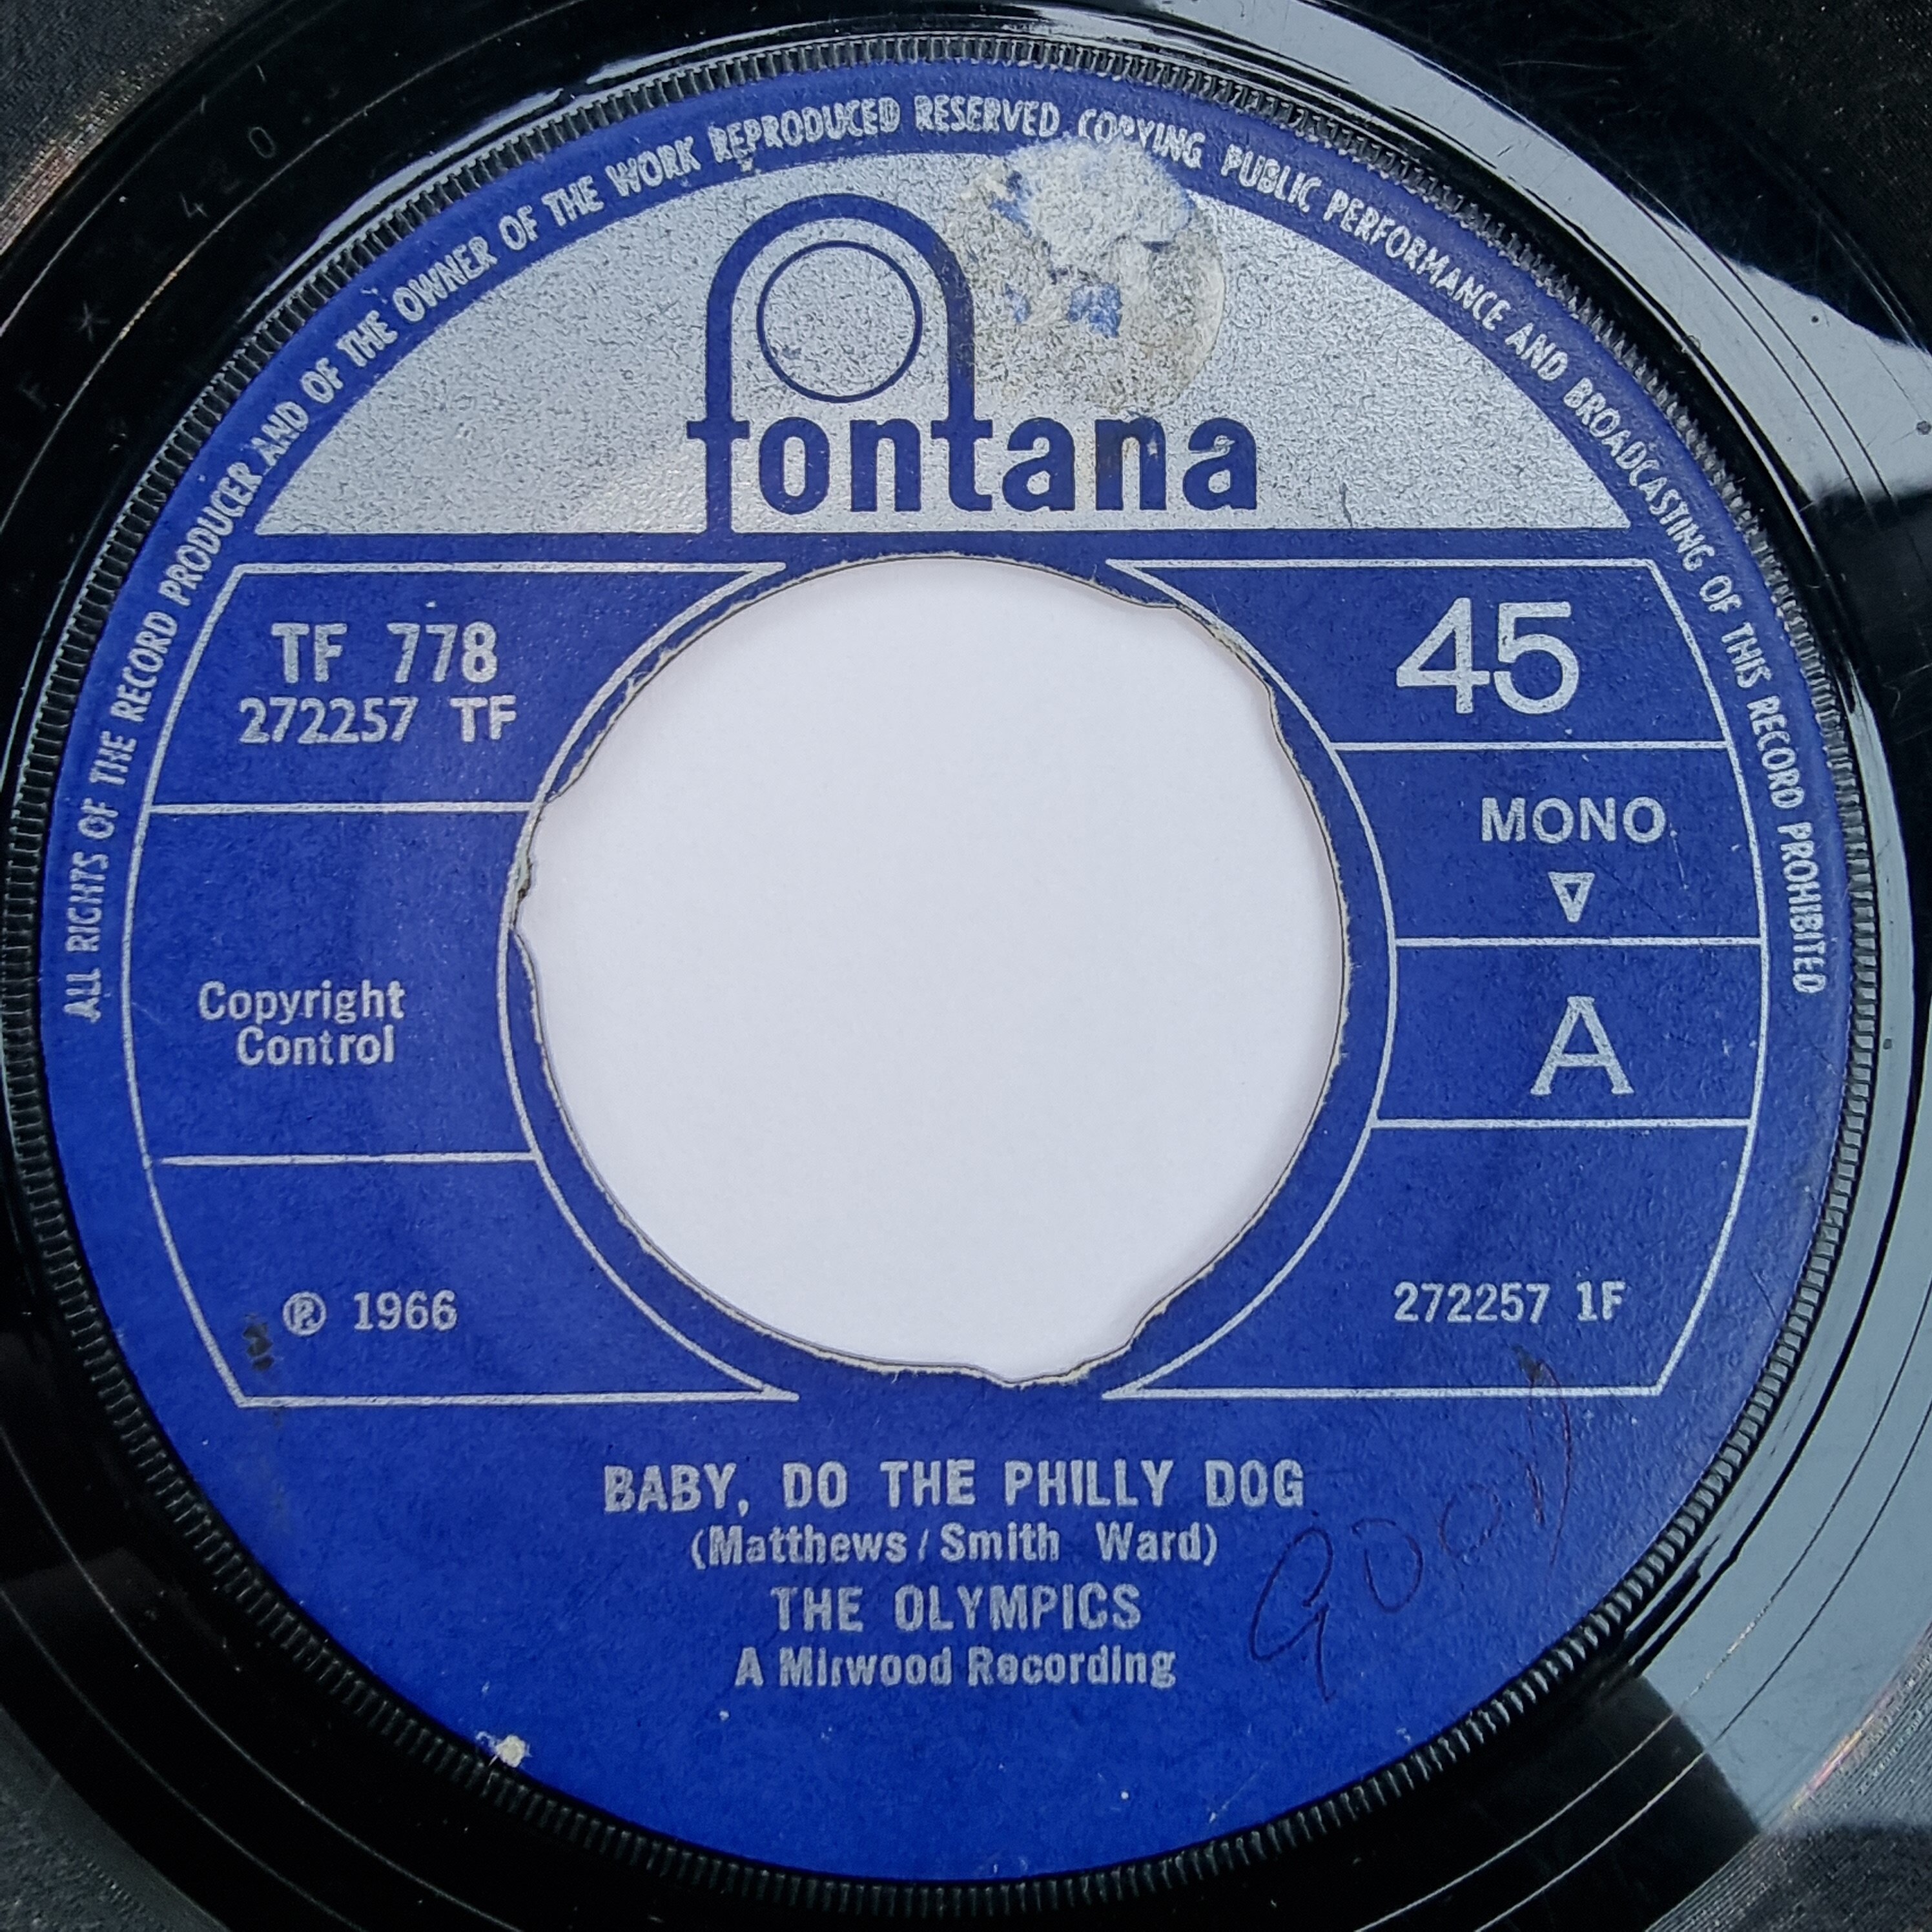 ALL RIGHTS OF THE RECORD PRODUCER AND OF THE OWNER OF THE WORK REPRODUCED RESERVED. COPYING PUBLIC PERFORMANCE AND BROADCASTING OF THIS RECORD PROHIBITED
fontana
TF 778
272257 TF
45
MONO
Copyright
Control
A
℗ 1966
272257 1F
BABY, DO THE PHILLY DOG
(Matthews / Smith Ward)
THE OLYMPICS
A Mirwood Recording
Good
420